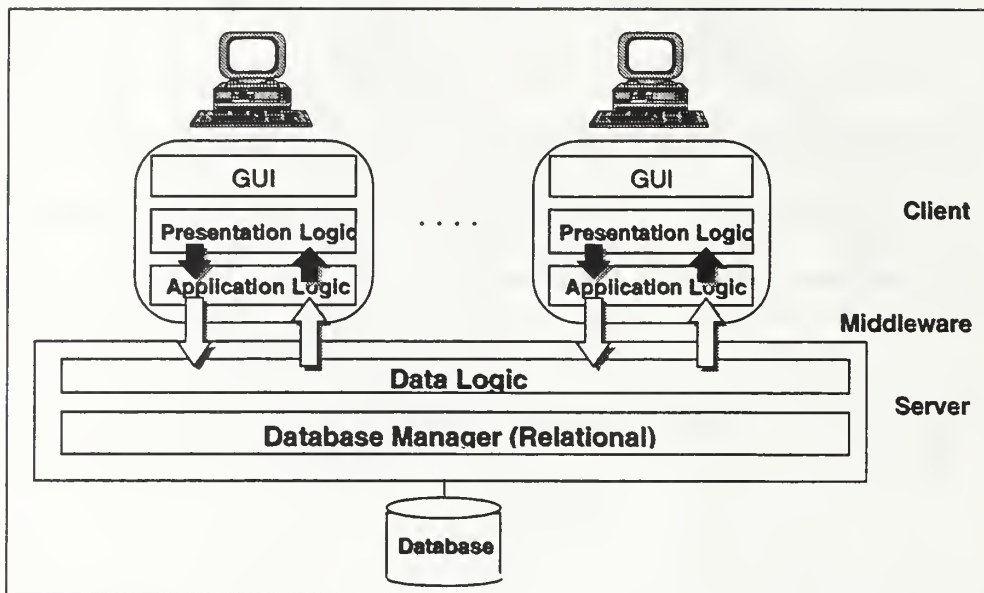 GUI
GUI
Client
Presentation Logic
. . . .
Presentation Logic
Application Logic
Application Logic
Middleware
Data Logic
Server
Database Manager (Relational)
Database